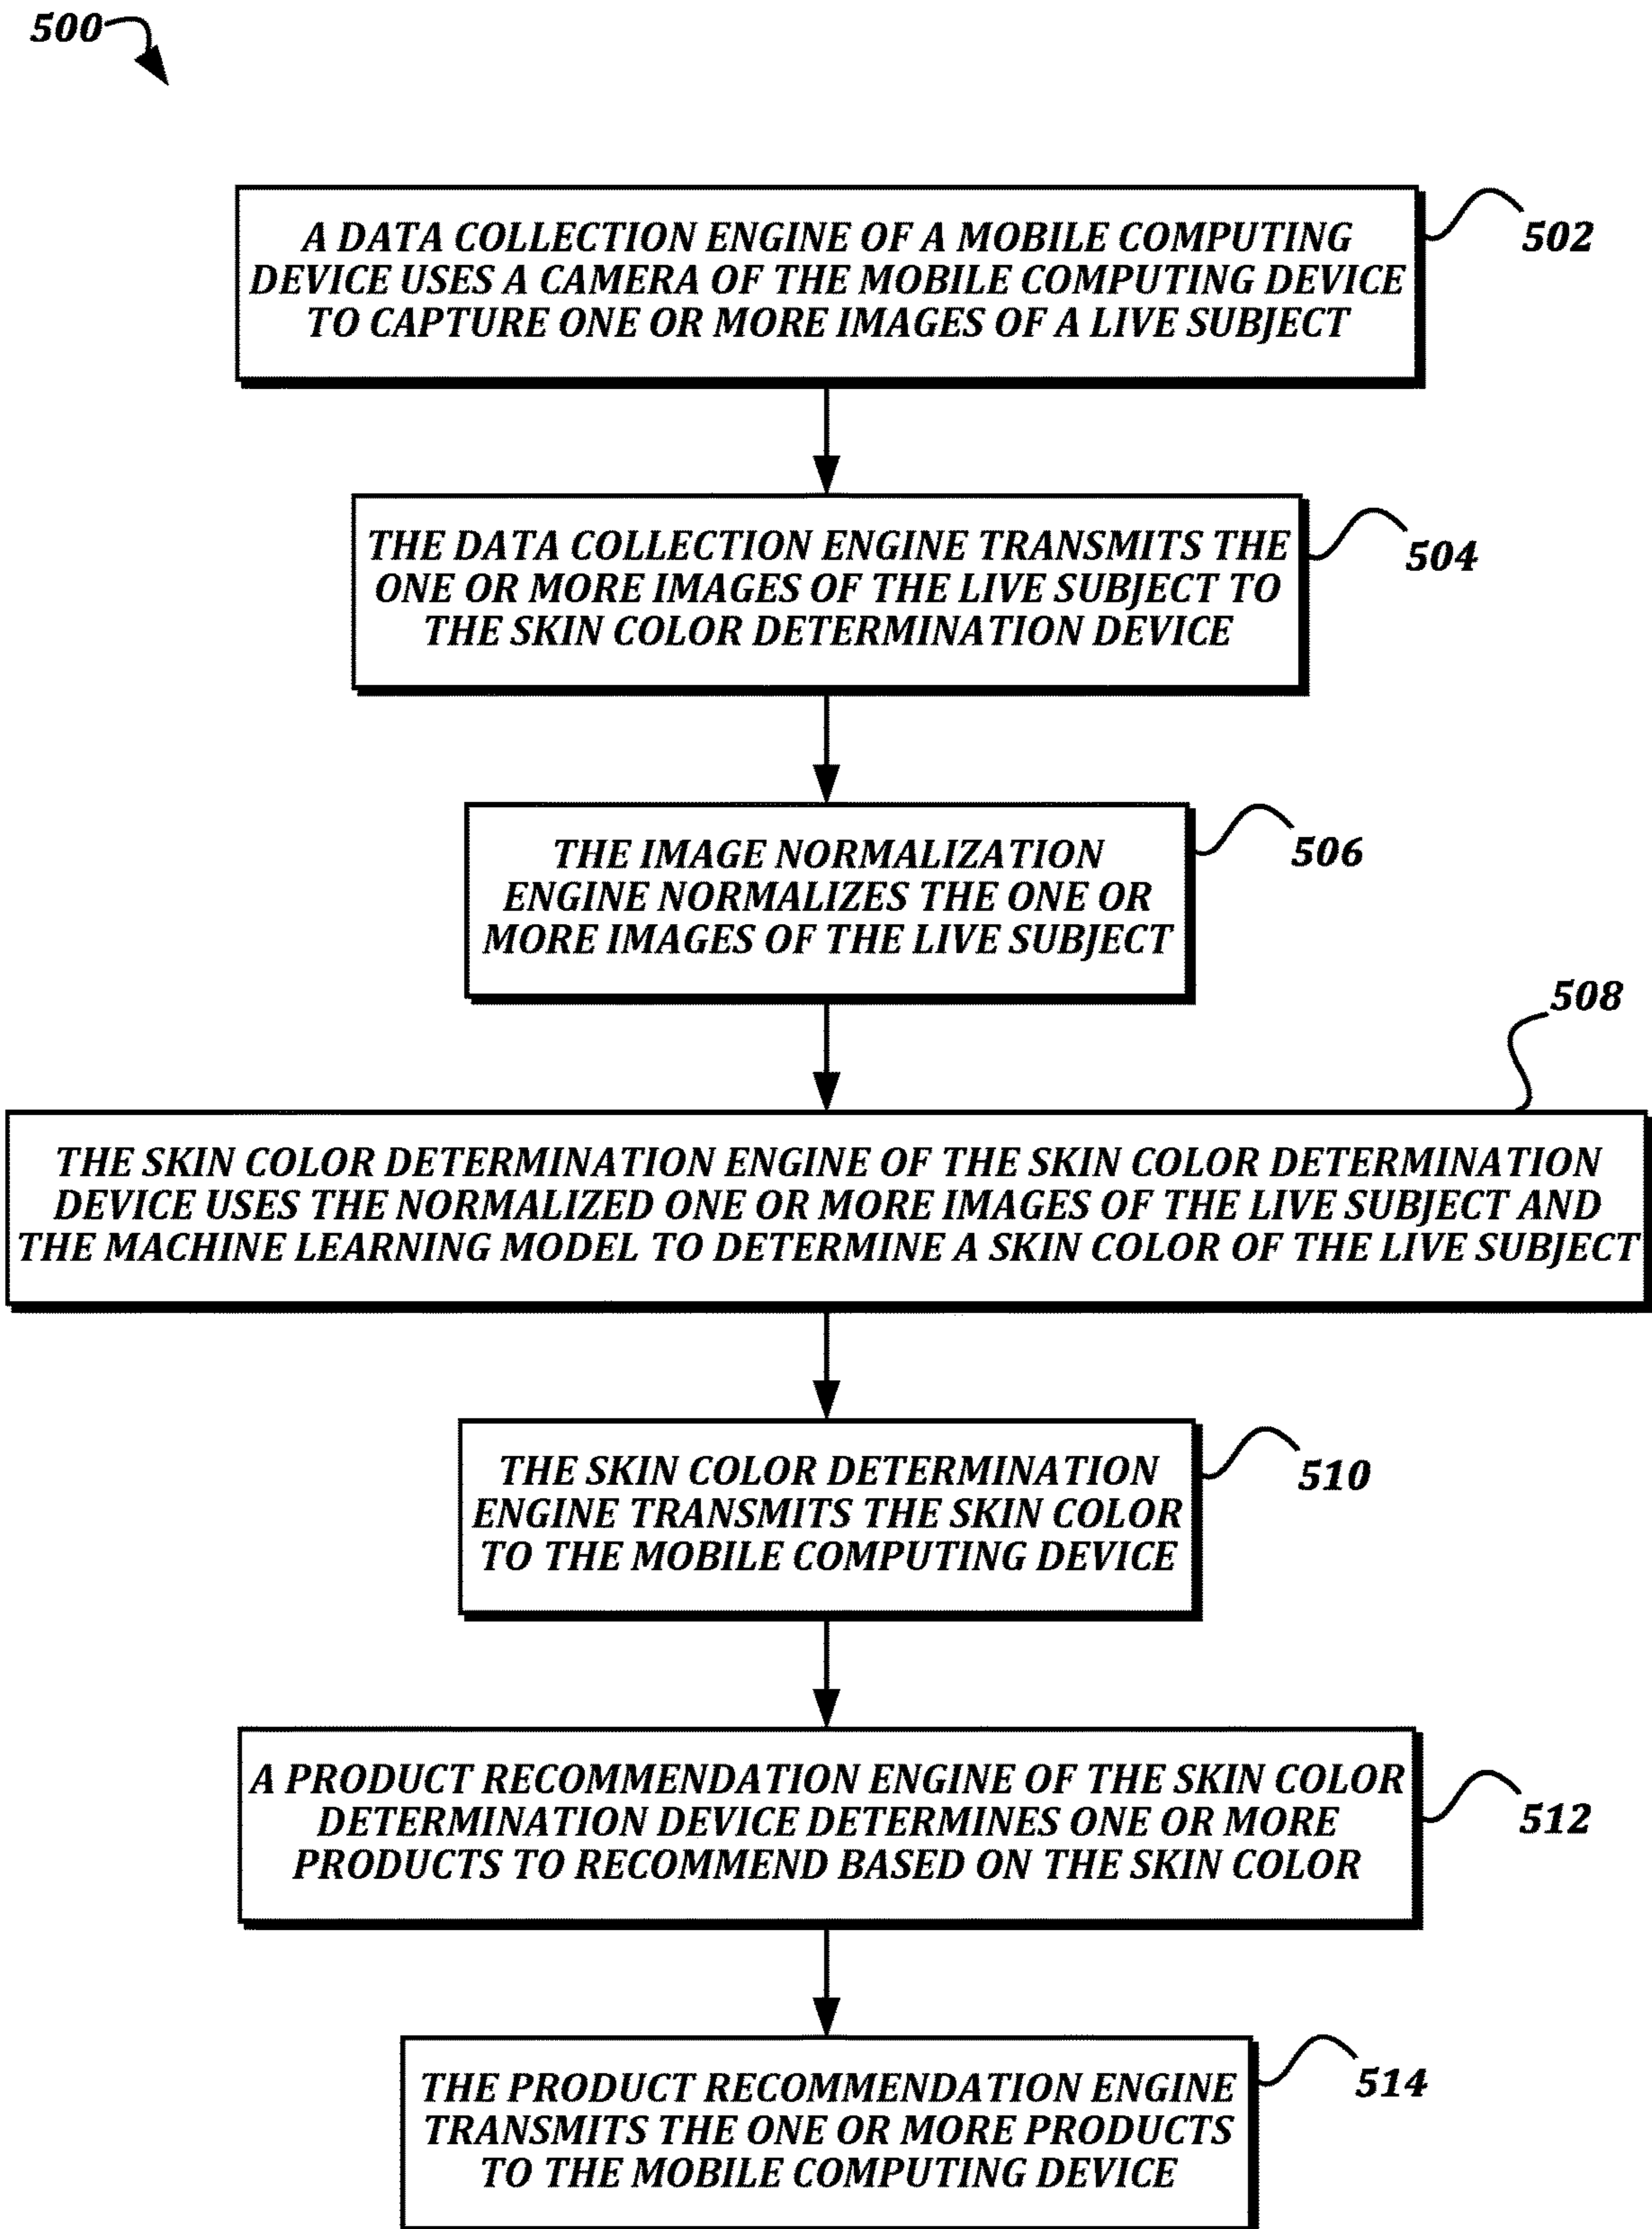 500
A DATA COLLECTION ENGINE OF A MOBILE COMPUTING
DEVICE USES A CAMERA OF THE MOBILE COMPUTING DEVICE
TO CAPTURE ONE OR MORE IMAGES OF A LIVE SUBJECT
502
THE DATA COLLECTION ENGINE TRANSMITS THE
ONE OR MORE IMAGES OF THE LIVE SUBJECT TO
THE SKIN COLOR DETERMINATION DEVICE
504
THE IMAGE NORMALIZATION
ENGINE NORMALIZES THE ONE OR
MORE IMAGES OF THE LIVE SUBJECT
506
508
THE SKIN COLOR DETERMINATION ENGINE OF THE SKIN COLOR DETERMINATION
DEVICE USES THE NORMALIZED ONE OR MORE IMAGES OF THE LIVE SUBJECT AND
THE MACHINE LEARNING MODEL TO DETERMINE A SKIN COLOR OF THE LIVE SUBJECT
THE SKIN COLOR DETERMINATION
ENGINE TRANSMITS THE SKIN COLOR
TO THE MOBILE COMPUTING DEVICE
510
A PRODUCT RECOMMENDATION ENGINE OF THE SKIN COLOR
DETERMINATION DEVICE DETERMINES ONE OR MORE
PRODUCTS TO RECOMMEND BASED ON THE SKIN COLOR
512
THE PRODUCT RECOMMENDATION ENGINE
TRANSMITS THE ONE OR MORE PRODUCTS
TO THE MOBILE COMPUTING DEVICE
514